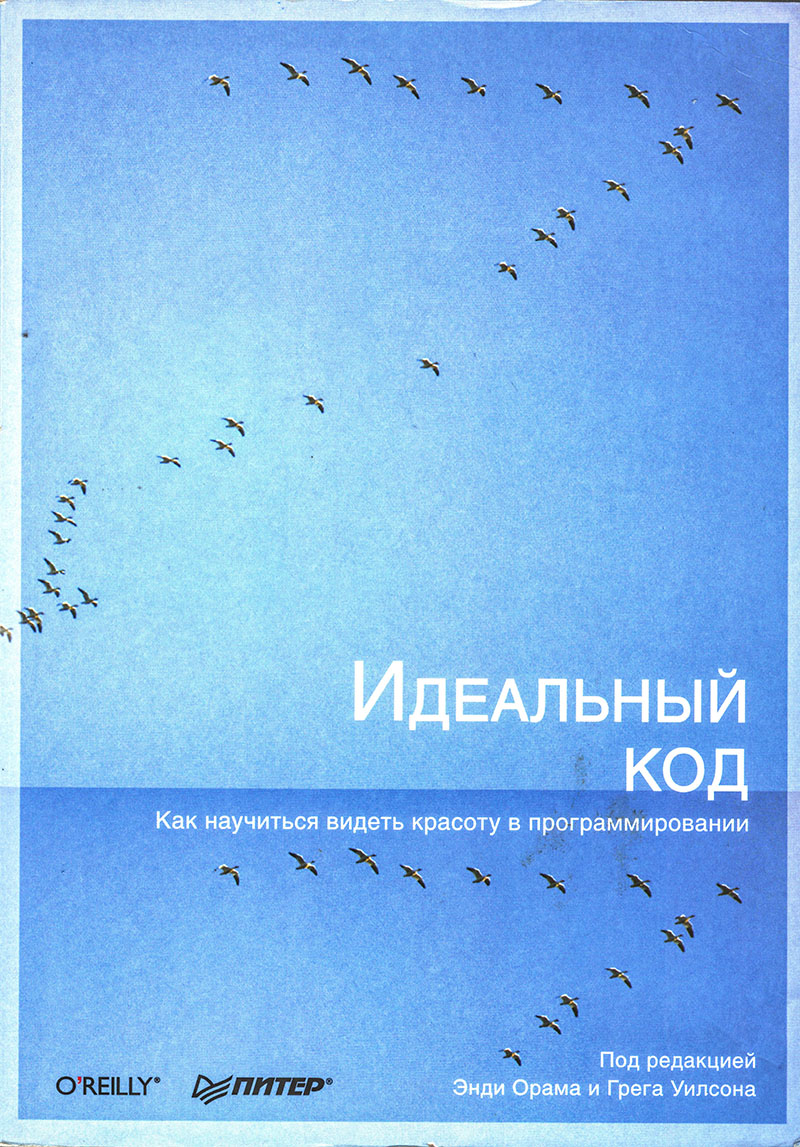 Идеальный
код
Как научиться видеть красоту в программировании
Под редакцией
Энди Орама и Грега Уилсона
O'REILLY®
ПИТЕР®